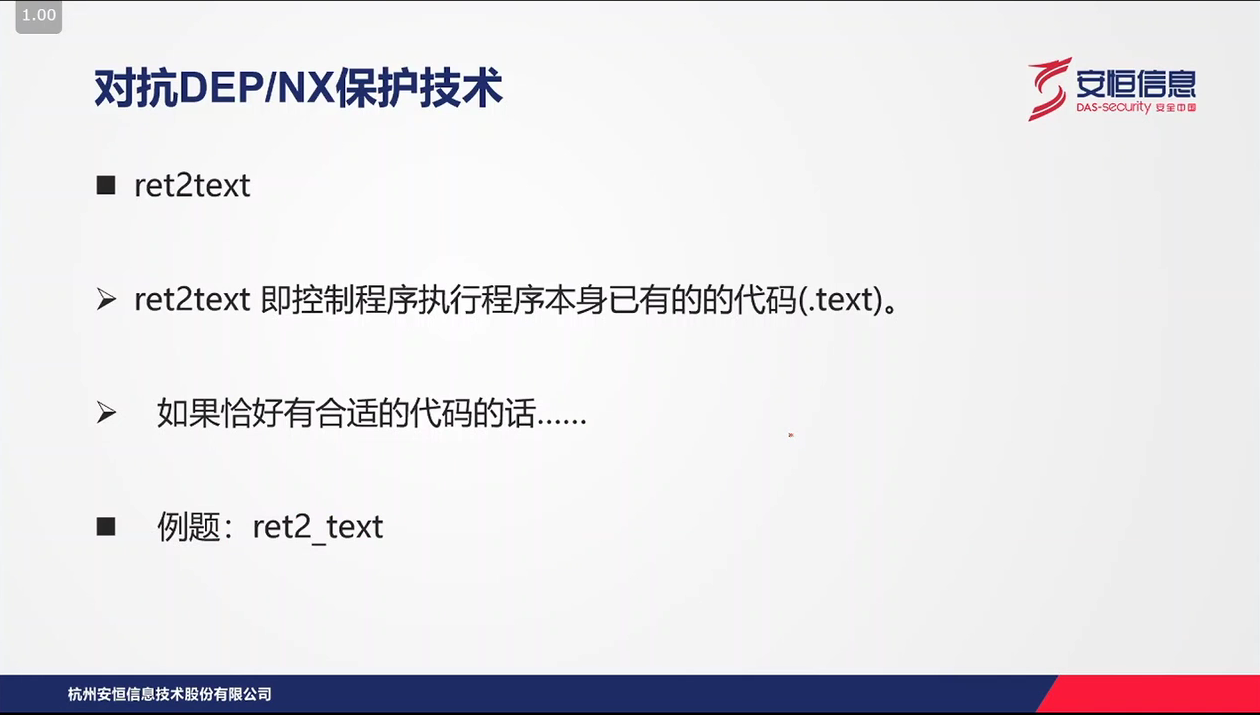 1.00
对抗DEP/NX保护技术
安恒信息
DAS-security 安全中国
ret2text
ret2text 即控制程序执行程序本身已有的的代码(.text)。
如果恰好有合适的代码的话……
例题：ret2_text
杭州安恒信息技术股份有限公司